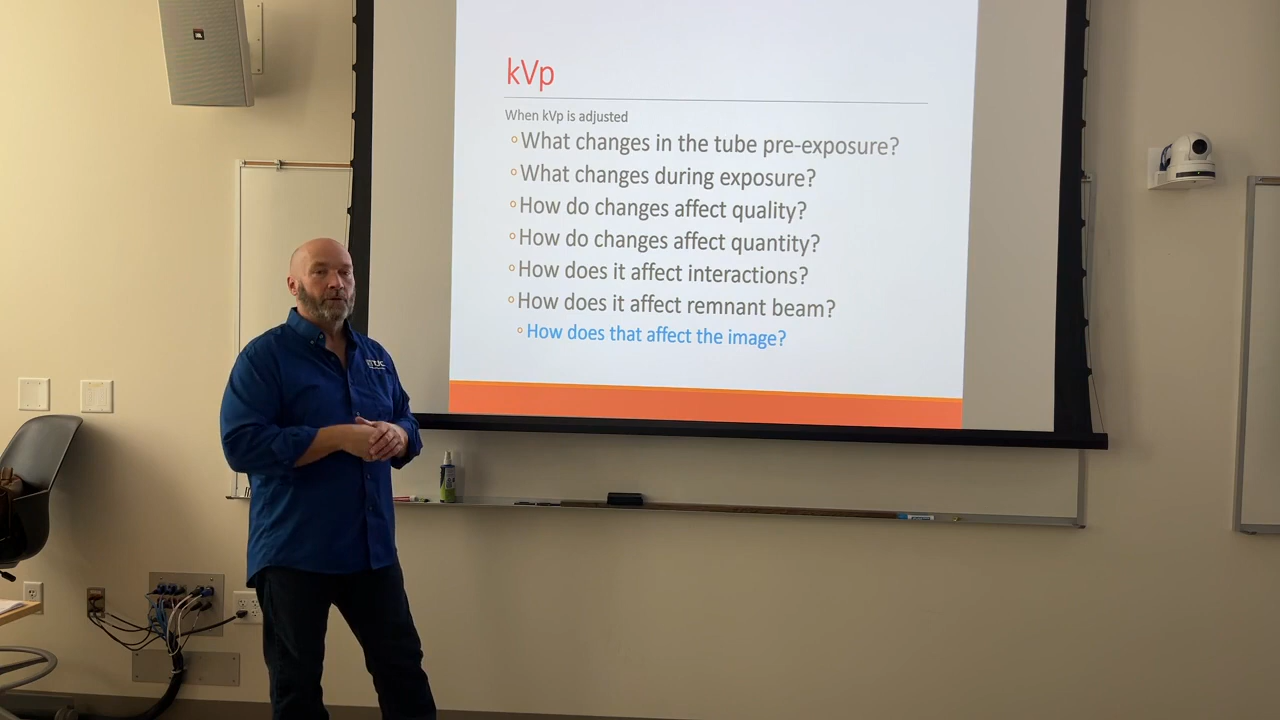 kVp
When kVp is adjusted
What changes in the tube pre-exposure?
What changes during exposure?
How do changes affect quality?
How do changes affect quantity?
How does it affect interactions?
How does it affect remnant beam?
How does that affect the image?
TJC
JBL